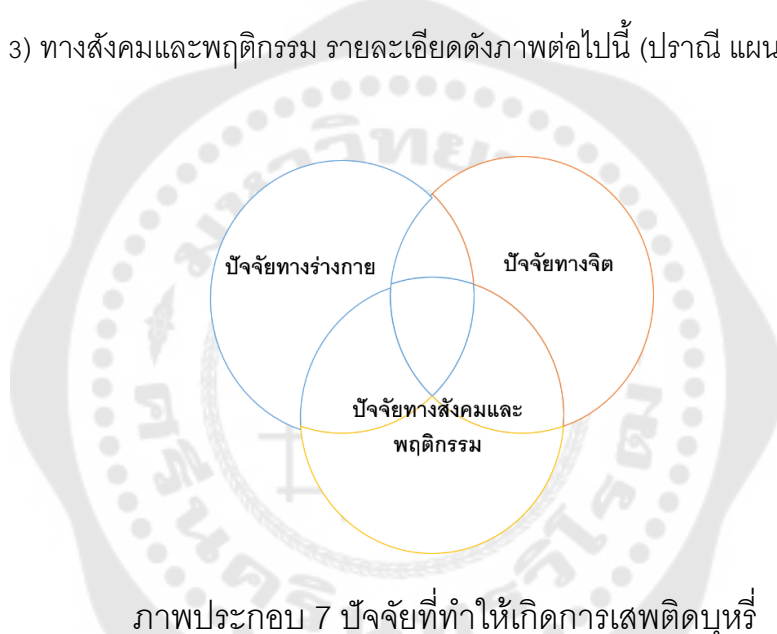 3) ทางสังคมและพฤติกรรม รายละเอียดดังภาพต่อไปนี้ (ปราณี แผน
ปัจจัยทางร่างกาย
ปัจจัยทางจิต
ปัจจัยทางสังคมและ
พฤติกรรม
ภาพประกอบ 7 ปัจจัยที่ทำให้เกิดการเสพติดบุหรี่